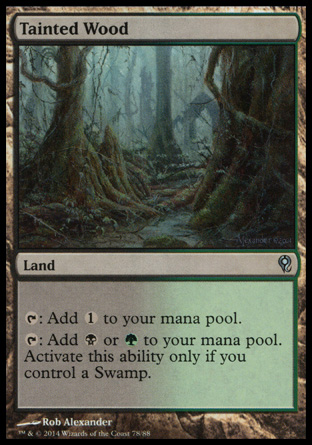 Tainted Wood
Land
: Add 1 to your mana pool.
: Add or to your mana pool.
Activate this ability only if you
control a Swamp.
Rob Alexander
™ & © 2014 Wizards of the Coast 78/88